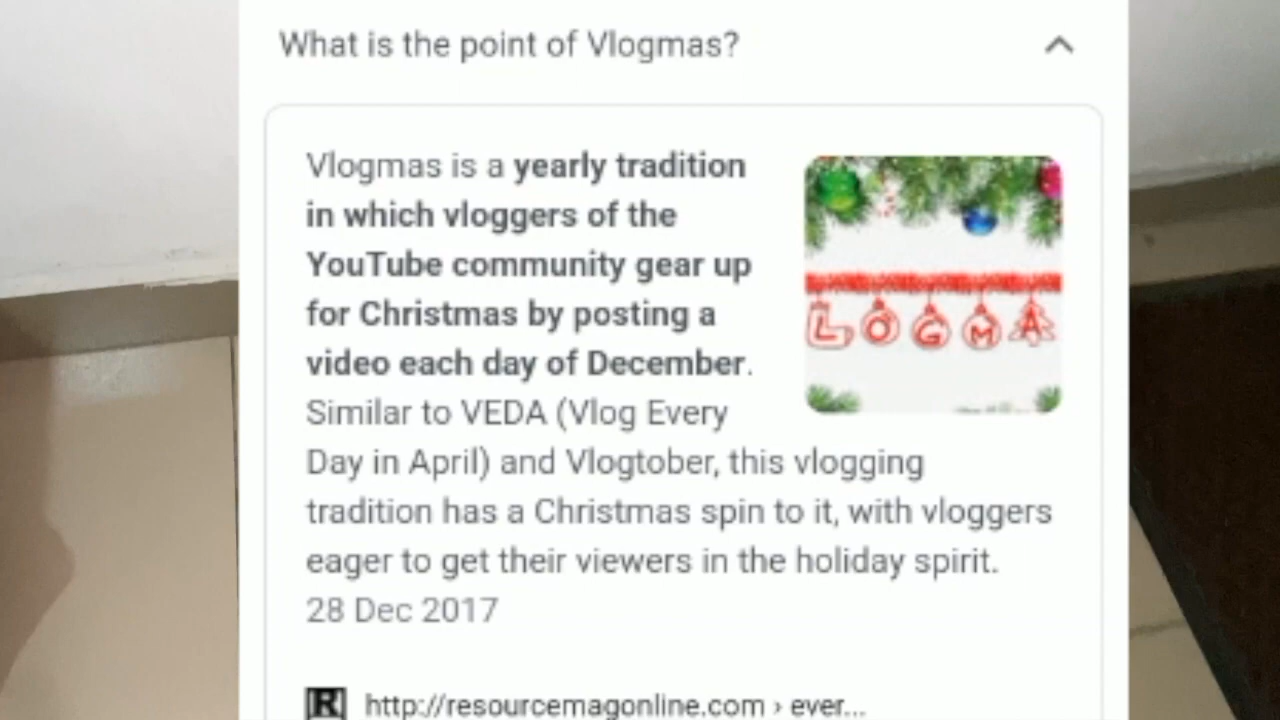 What is the point of Vlogmas?
Vlogmas is a yearly tradition
in which vloggers of the
YouTube community gear up
for Christmas by posting a
video each day of December.
Similar to VEDA (Vlog Every
Day in April) and Vlogtober, this vlogging
tradition has a Christmas spin to it, with vloggers
eager to get their viewers in the holiday spirit.
28 Dec 2017
LOGMA
R http://resourcemagonline.com › ever...